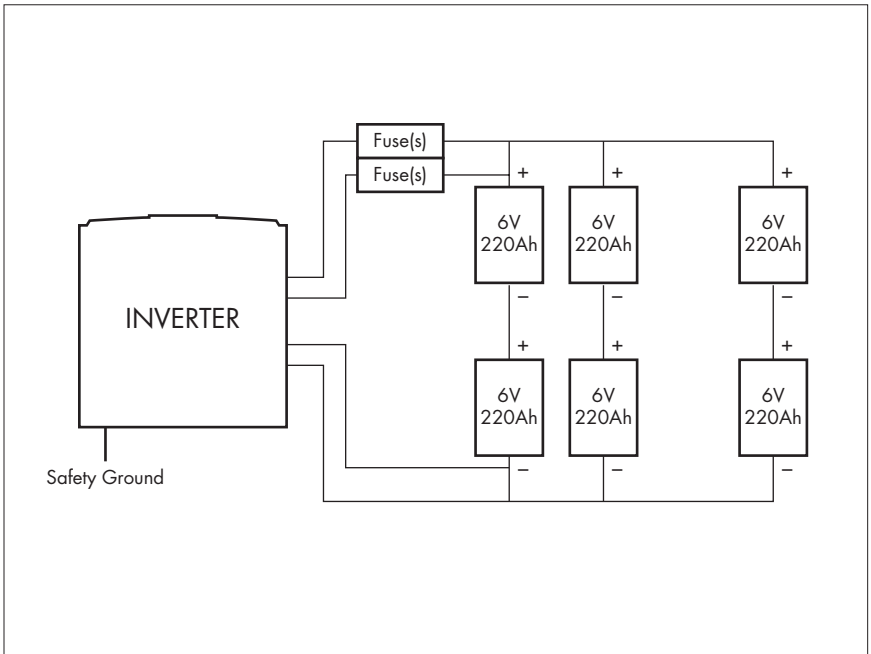 Fuse(s)
Fuse(s)
+
+
+
6V
220Ah
6V
220Ah
6V
220Ah
–
–
–
INVERTER
+
+
+
6V
220Ah
6V
220Ah
6V
220Ah
–
–
–
Safety Ground